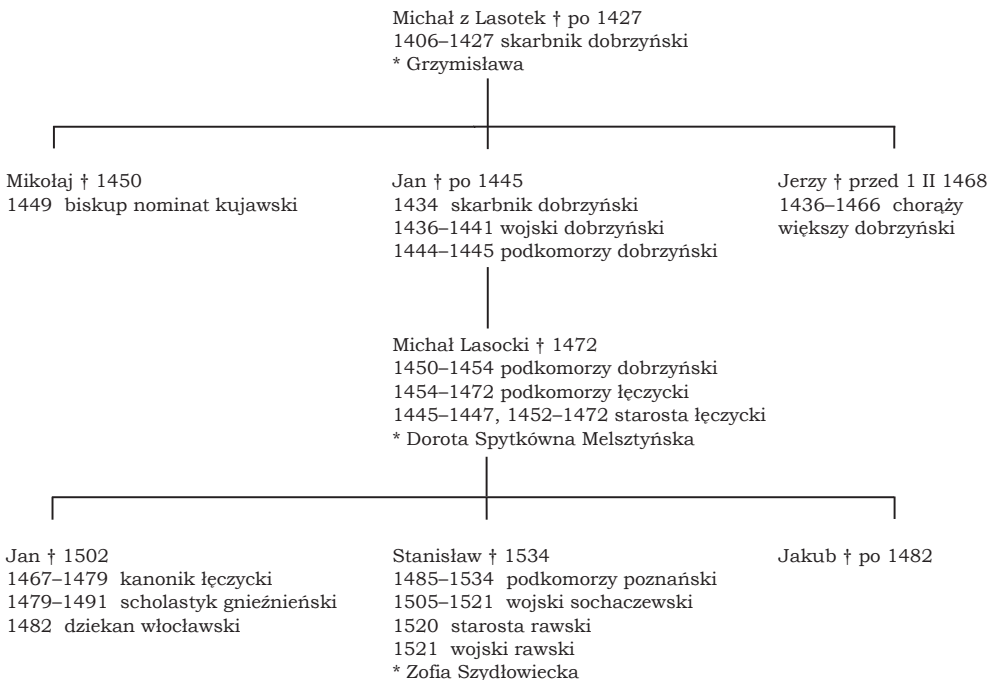 Michał z Lasotek † po 1427
1406–1427 skarbnik dobrzyński
* Grzymisława
Mikołaj † 1450
1449 biskup nominat kujawski
Jan † po 1445
1434 skarbnik dobrzyński
1436–1441 wojski dobrzyński
1444–1445 podkomorzy dobrzyński
Jerzy † przed 1 II 1468
1436–1466 chorąży
większy dobrzyński
Michał Lasocki † 1472
1450–1454 podkomorzy dobrzyński
1454–1472 podkomorzy łęczycki
1445–1447, 1452–1472 starosta łęczycki
* Dorota Spytkówna Melsztyńska
Jan † 1502
1467–1479 kanonik łęczycki
1479–1491 scholastyk gnieźnieński
1482 dziekan włocławski
Stanisław † 1534
1485–1534 podkomorzy poznański
1505–1521 wojski sochaczewski
1520 starosta rawski
1521 wojski rawski
* Zofia Szydłowiecka
Jakub † po 1482